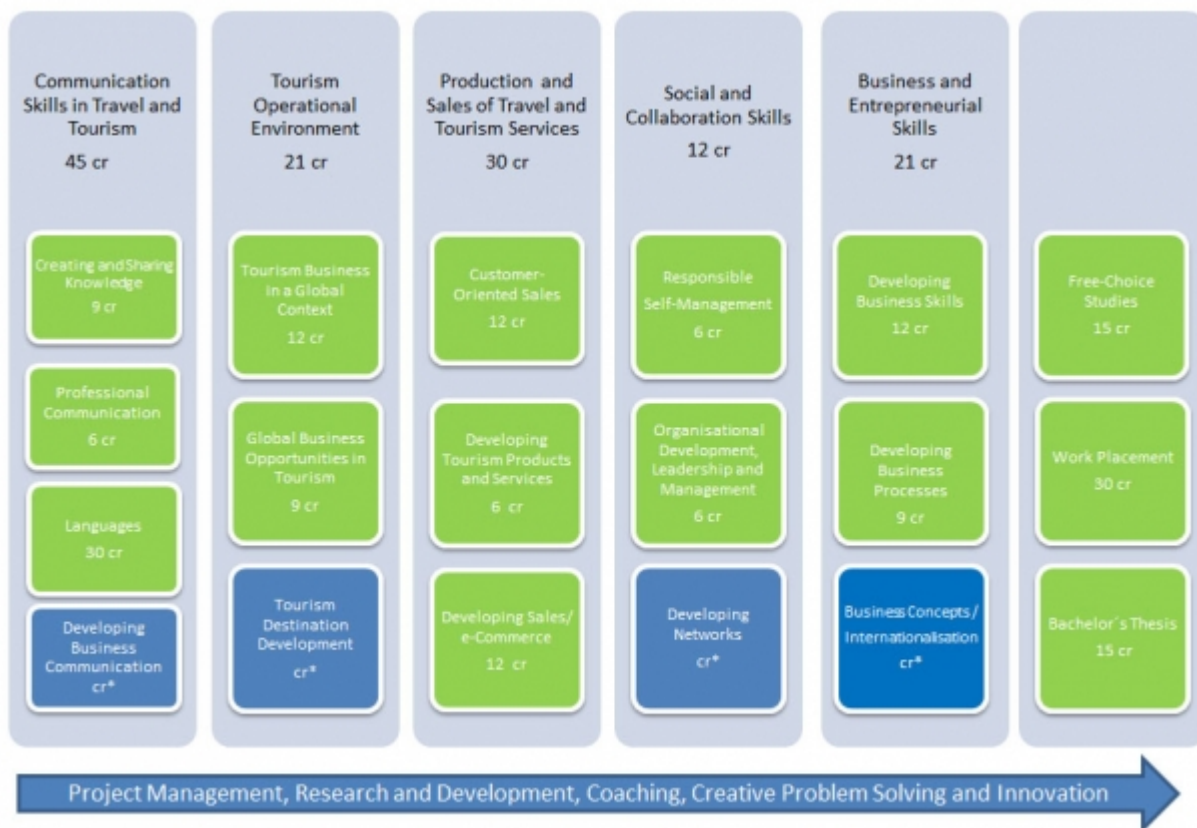 Communication
Skills in Travel and
Tourism
45 cr
Creating and Sharing
Knowledge
9 cr
Professional
Communication
6 cr
Languages
30 cr
Developing
Business
Communication
cr*
Tourism
Operational
Environment
21 cr
Tourism Business
in a Global
Context
12 cr
Global Business
Opportunities in
Tourism
9 cr
Tourism
Destination
Development
cr*
Production and
Sales of Travel and
Tourism Services
30 cr
Customer-
Oriented Sales
12 cr
Developing
Tourism Products
and Services
6 cr
Developing Sales/
e-Commerce
12 cr
Social and
Collaboration Skills
12 cr
Responsible
Self-Management
6 cr
Organisational
Development,
Leadership and
Management
6 cr
Developing
Networks
cr*
Business and
Entrepreneurial
Skills
21 cr
Developing
Business Skills
12 cr
Developing
Business
Processes
9 cr
Business Concepts/
Internationalisation
cr*
Free-Choice
Studies
15 cr
Work Placement
30 cr
Bachelor´s Thesis
15 cr
Project Management, Research and Development, Coaching, Creative Problem Solving and Innovation